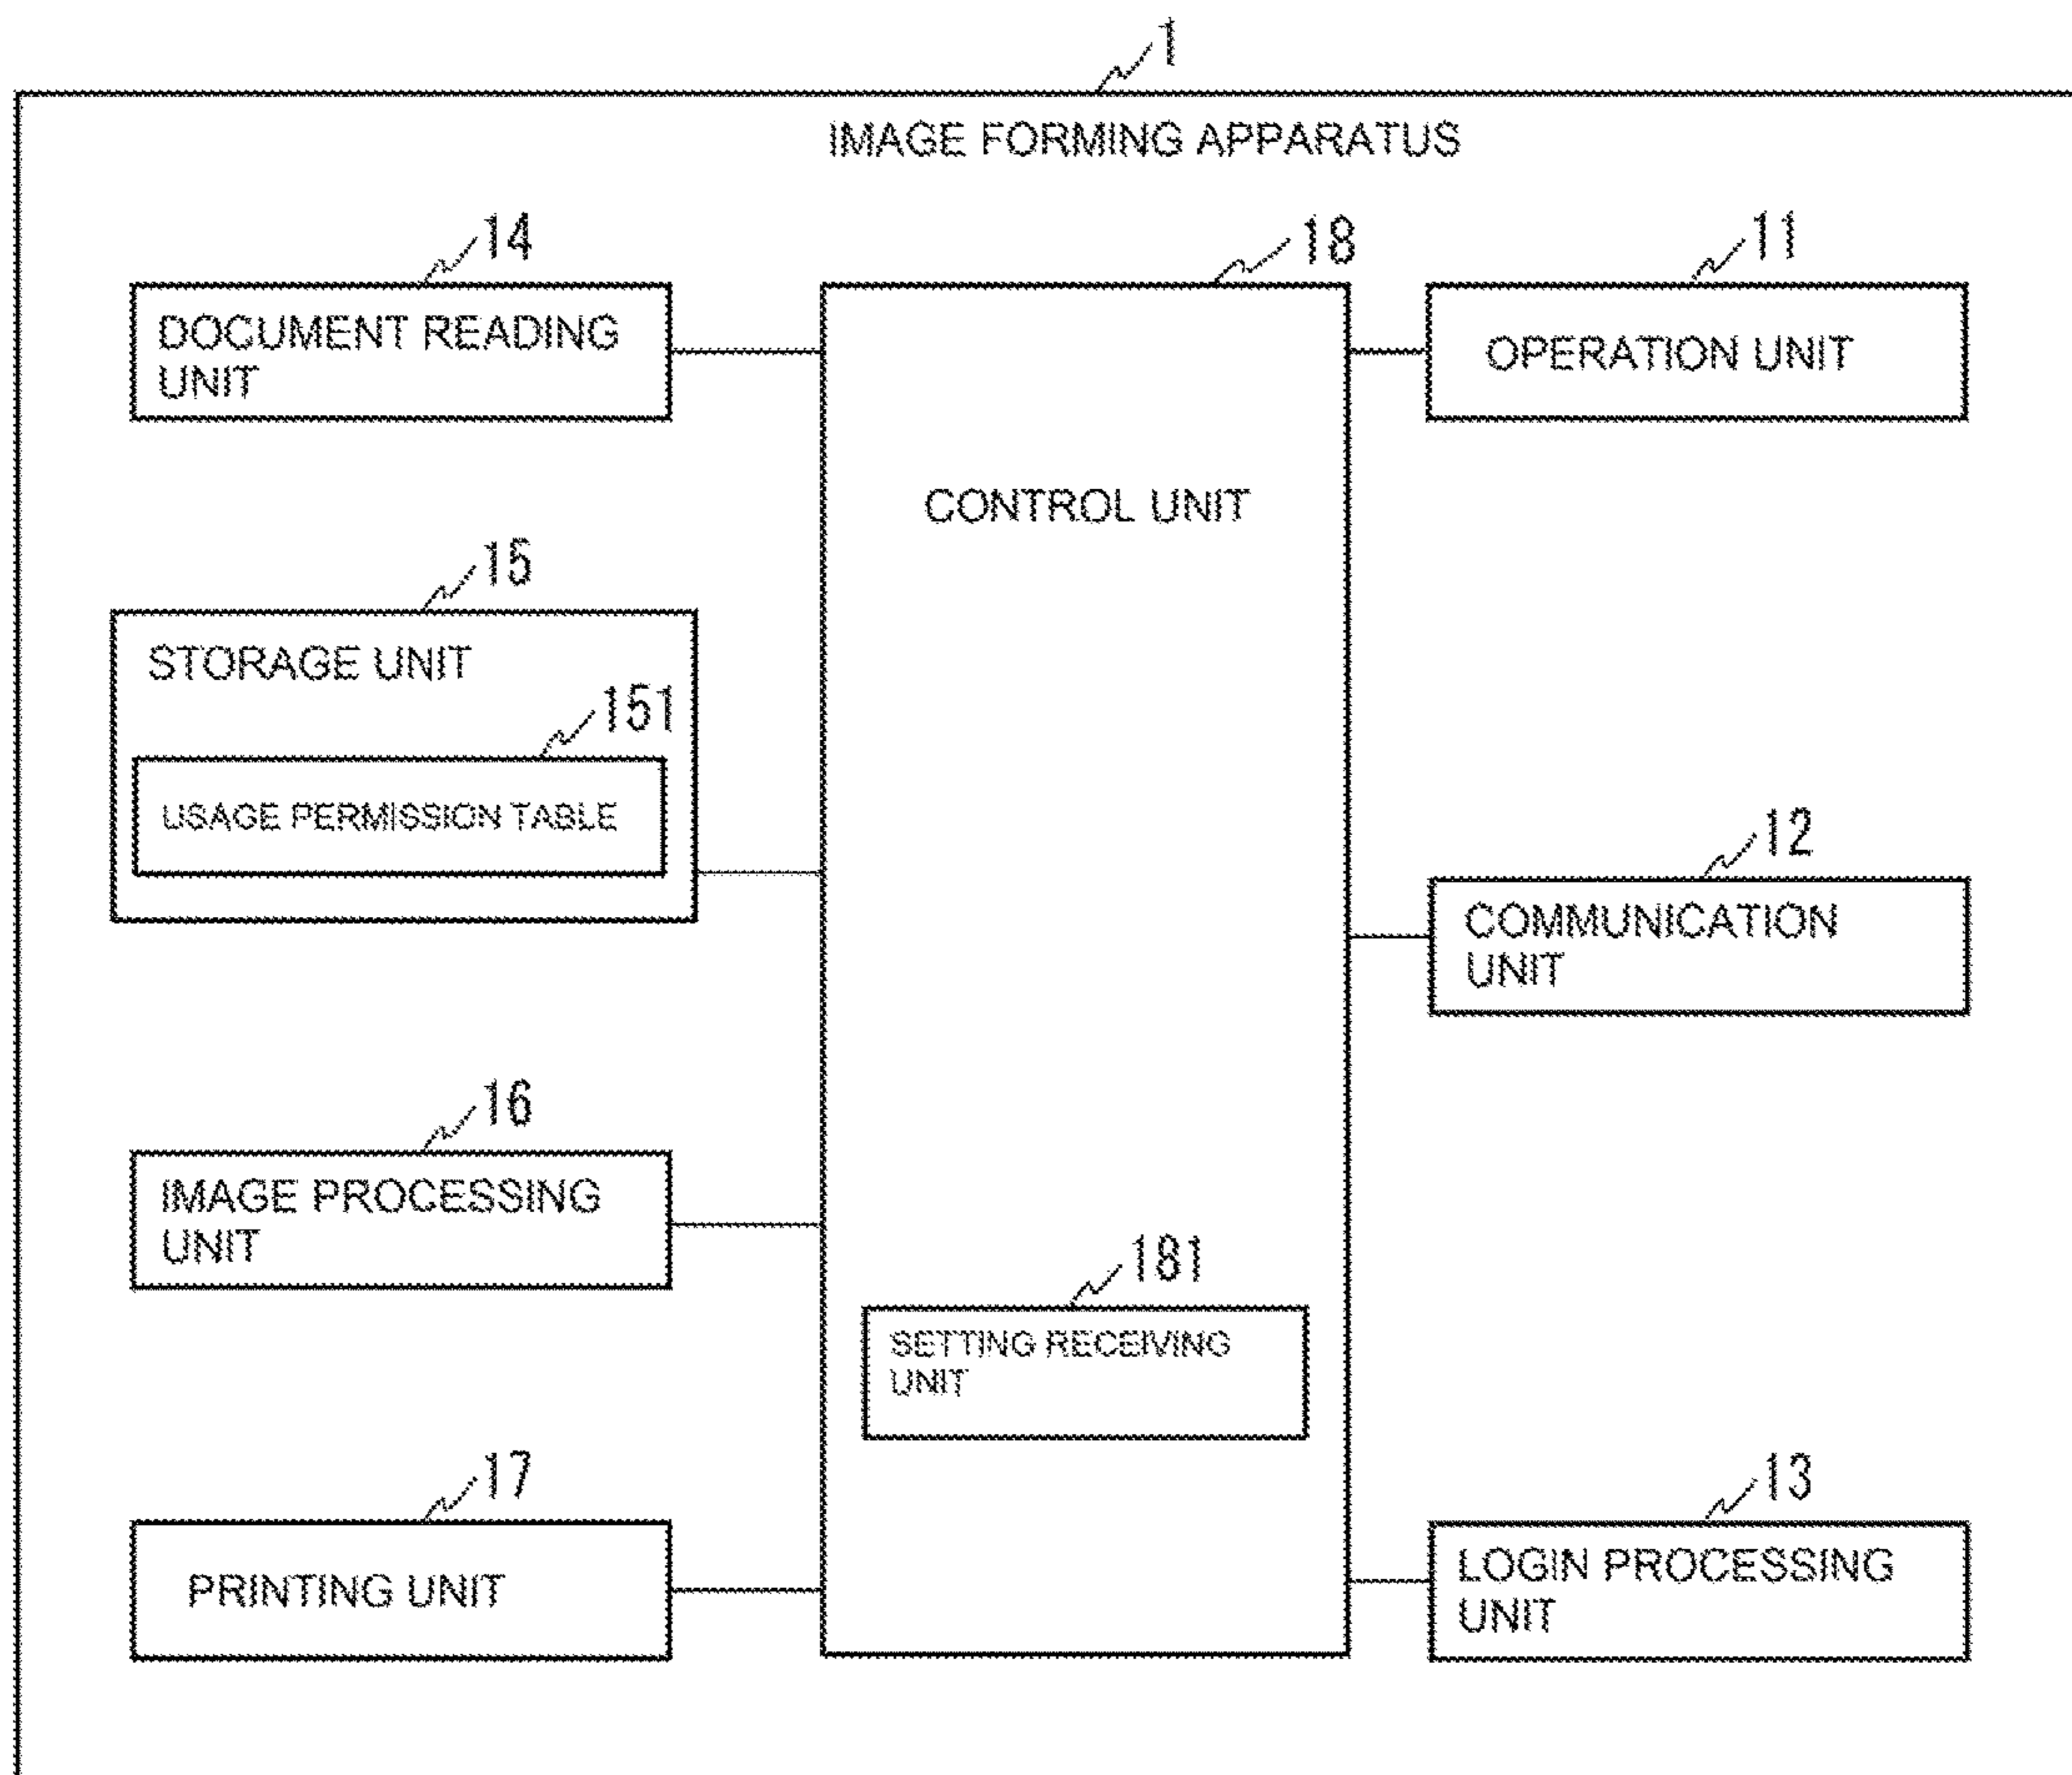 1
IMAGE FORMING APPARATUS
14
DOCUMENT READING
UNIT
15
STORAGE UNIT
151
USAGE PERMISSION TABLE
16
IMAGE PROCESSING
UNIT
17
PRINTING UNIT
18
CONTROL UNIT
181
SETTING RECEIVING
UNIT
11
OPERATION UNIT
12
COMMUNICATION
UNIT
13
LOGIN PROCESSING
UNIT